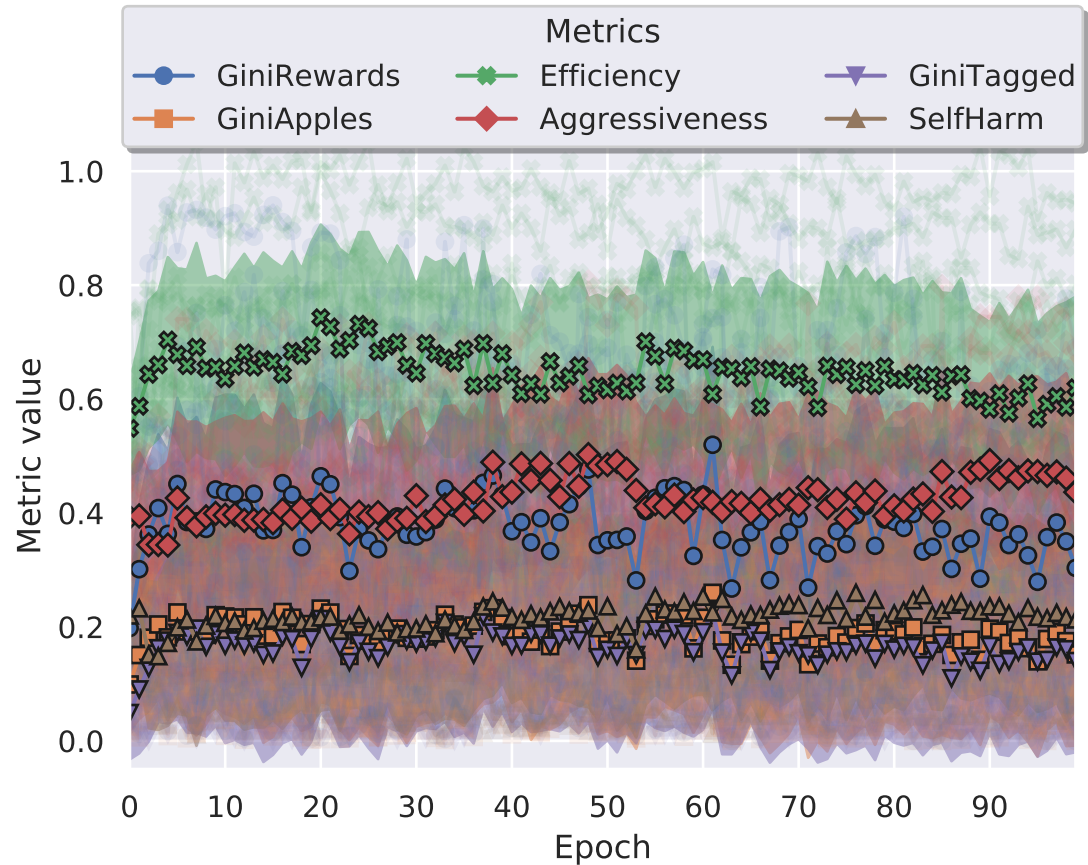 Metrics
GiniRewards Efficiency GiniTagged
GiniApples Aggressiveness SelfHarm
1.0
0.8
0.6
0.4
0.2
0.0
Metric value
0 10 20 30 40 50 60 70 80 90
Epoch